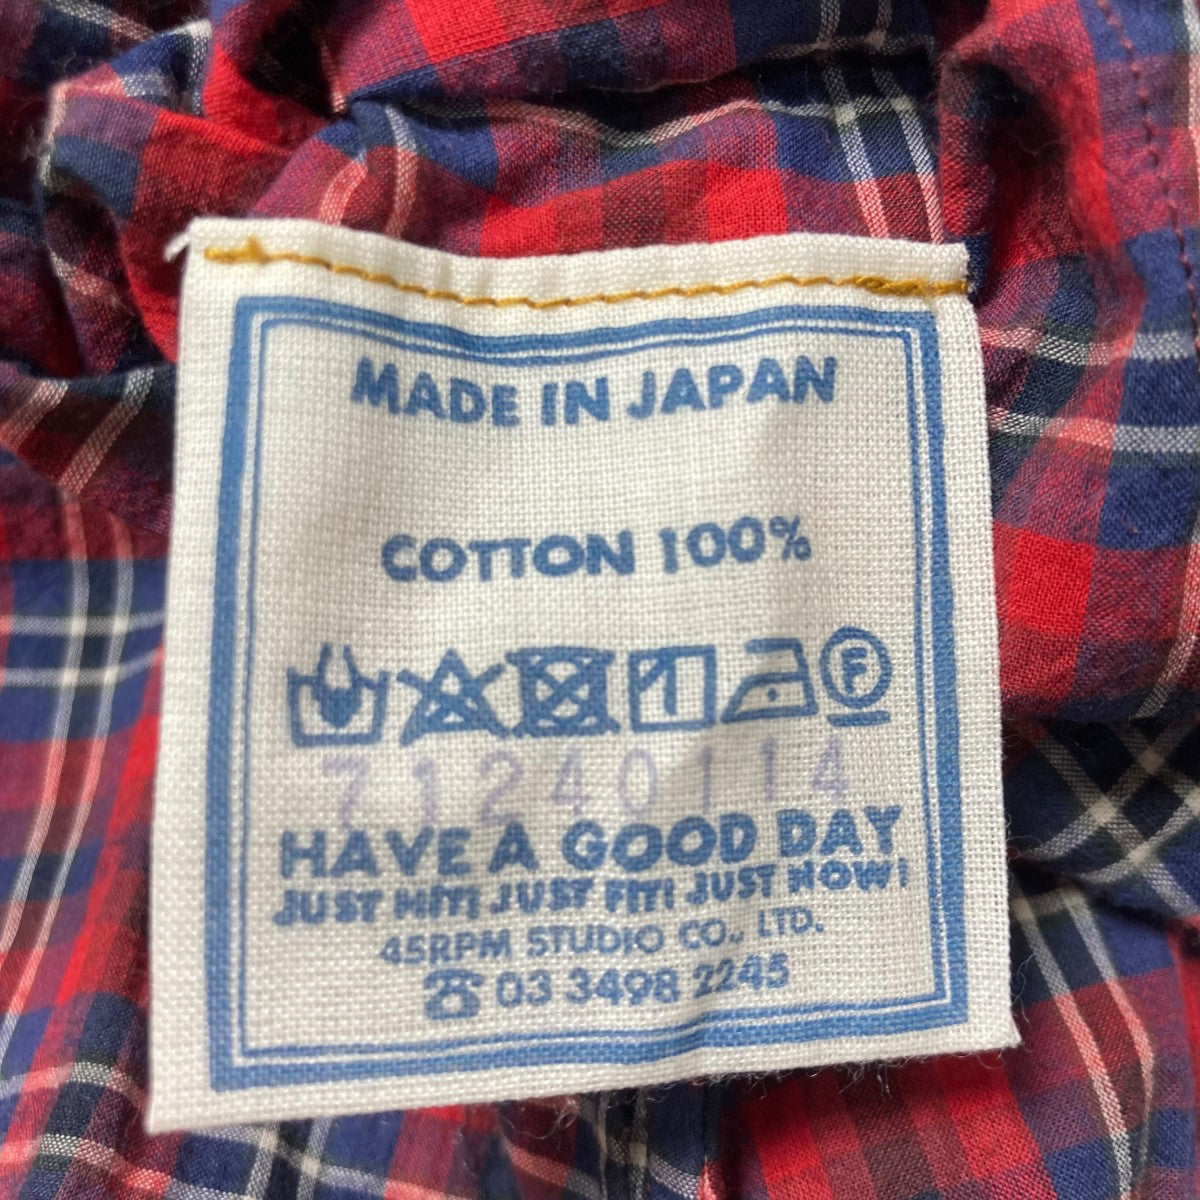 MADE IN JAPAN
COTTON 100%
F
71240114
HAVE A GOOD DAY
JUST HIT! JUST FIT! JUST NOW!
45RPM STUDIO CO., LTD.
☎ 03 3498 2245